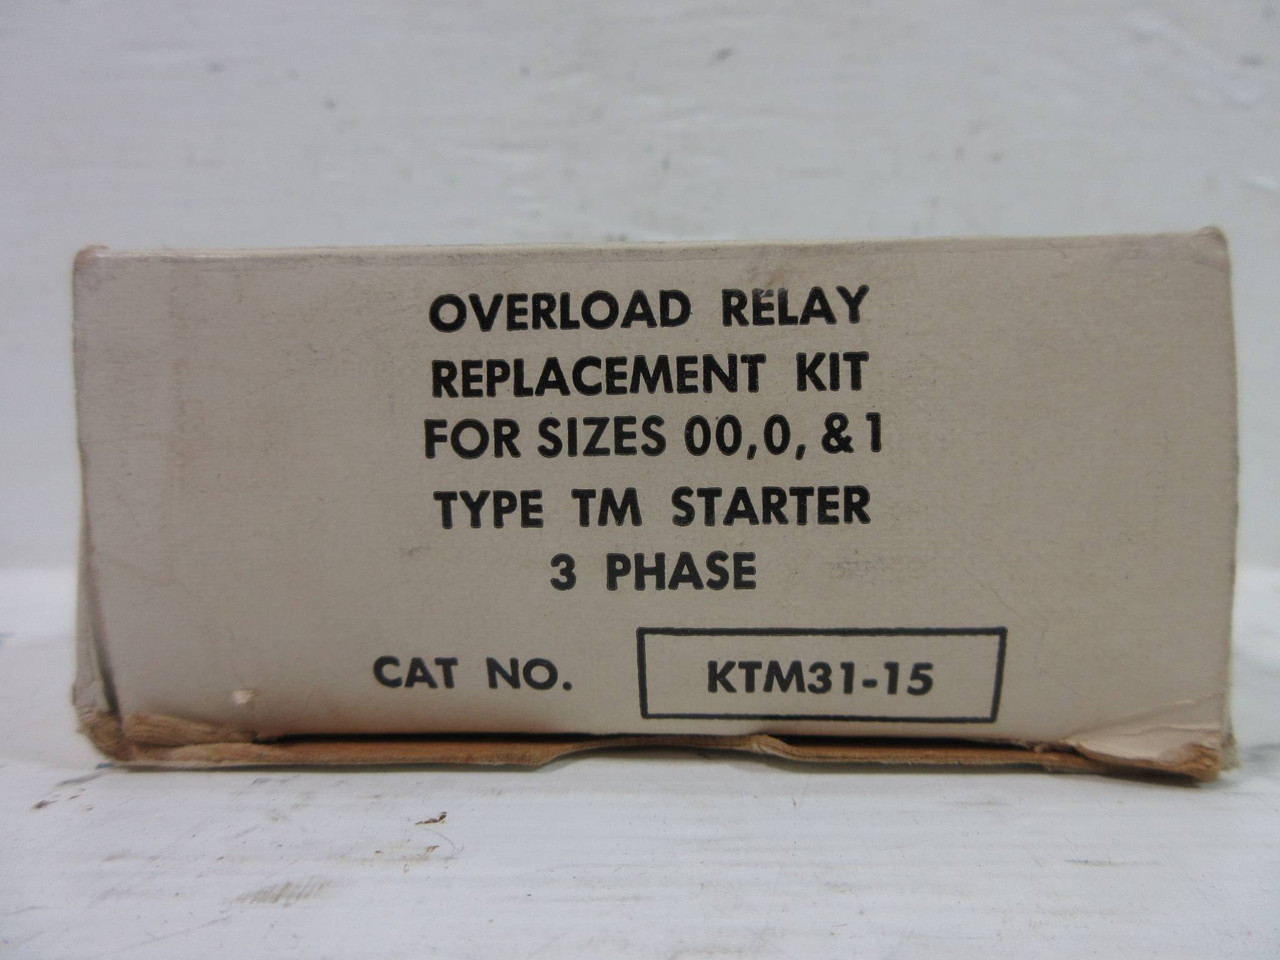 OVERLOAD RELAY
REPLACEMENT KIT
FOR SIZES 00,0, & 1
TYPE TM STARTER
3 PHASE
CAT NO. KTM31-15